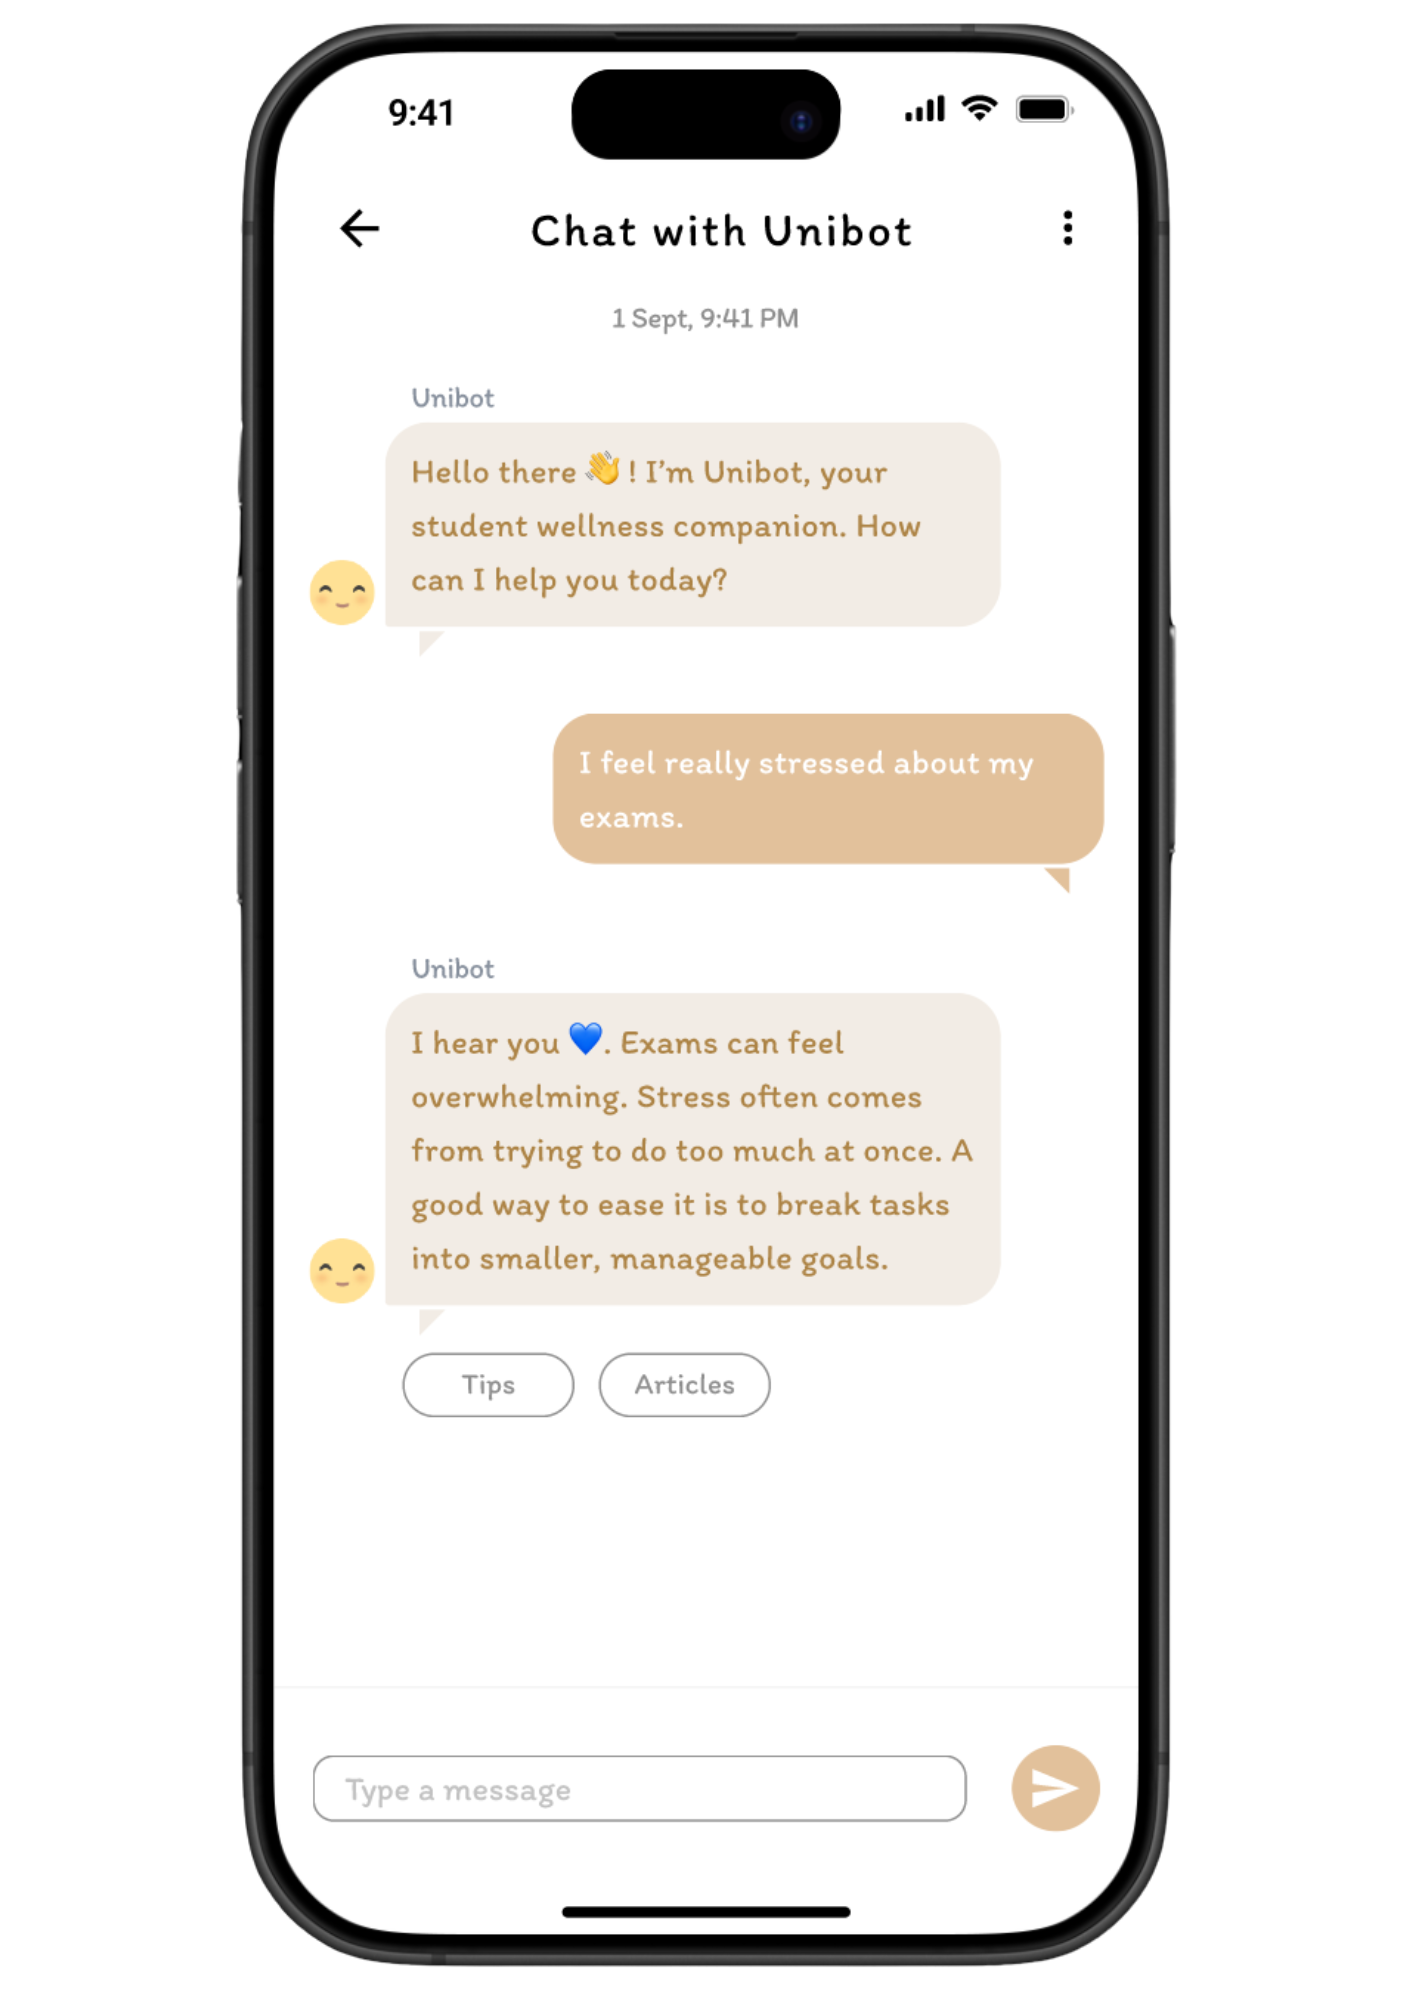 9:41
Chat with Unibot
1 Sept, 9:41 PM
Unibot
Hello there 👋 ! I'm Unibot, your
student wellness companion. How
can I help you today?
I feel really stressed about my
exams.
Unibot
I hear you 💙. Exams can feel
overwhelming. Stress often comes
from trying to do too much at once. A
good way to ease it is to break tasks
into smaller, manageable goals.
Tips
Articles
Type a message